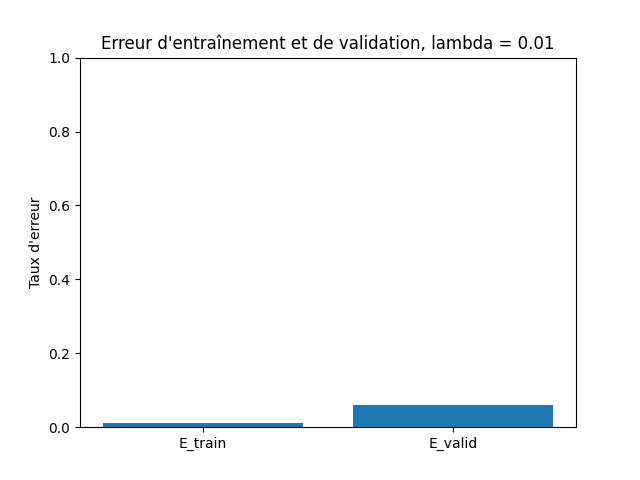 Erreur d'entraînement et de validation, lambda = 0.01
1.0
0.8
0.6
0.4
0.2
0.0
Taux d'erreur
E_train
E_valid